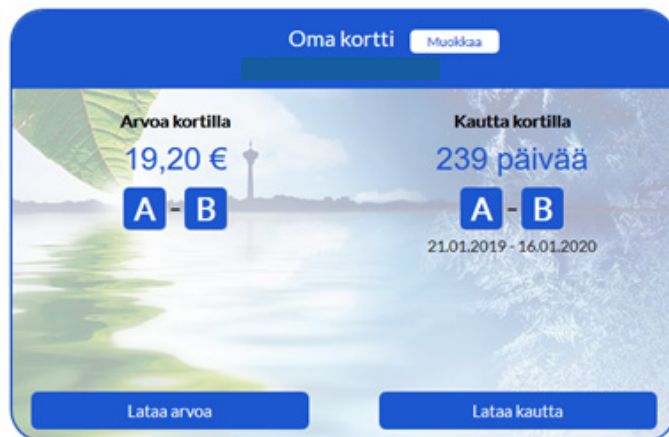 Oma kortti Muokkaa
Arvoa kortilla
19,20 €
A - B
Kautta kortilla
239 päivää
A - B
21.01.2019 - 16.01.2020
Lataa arvoa
Lataa kautta